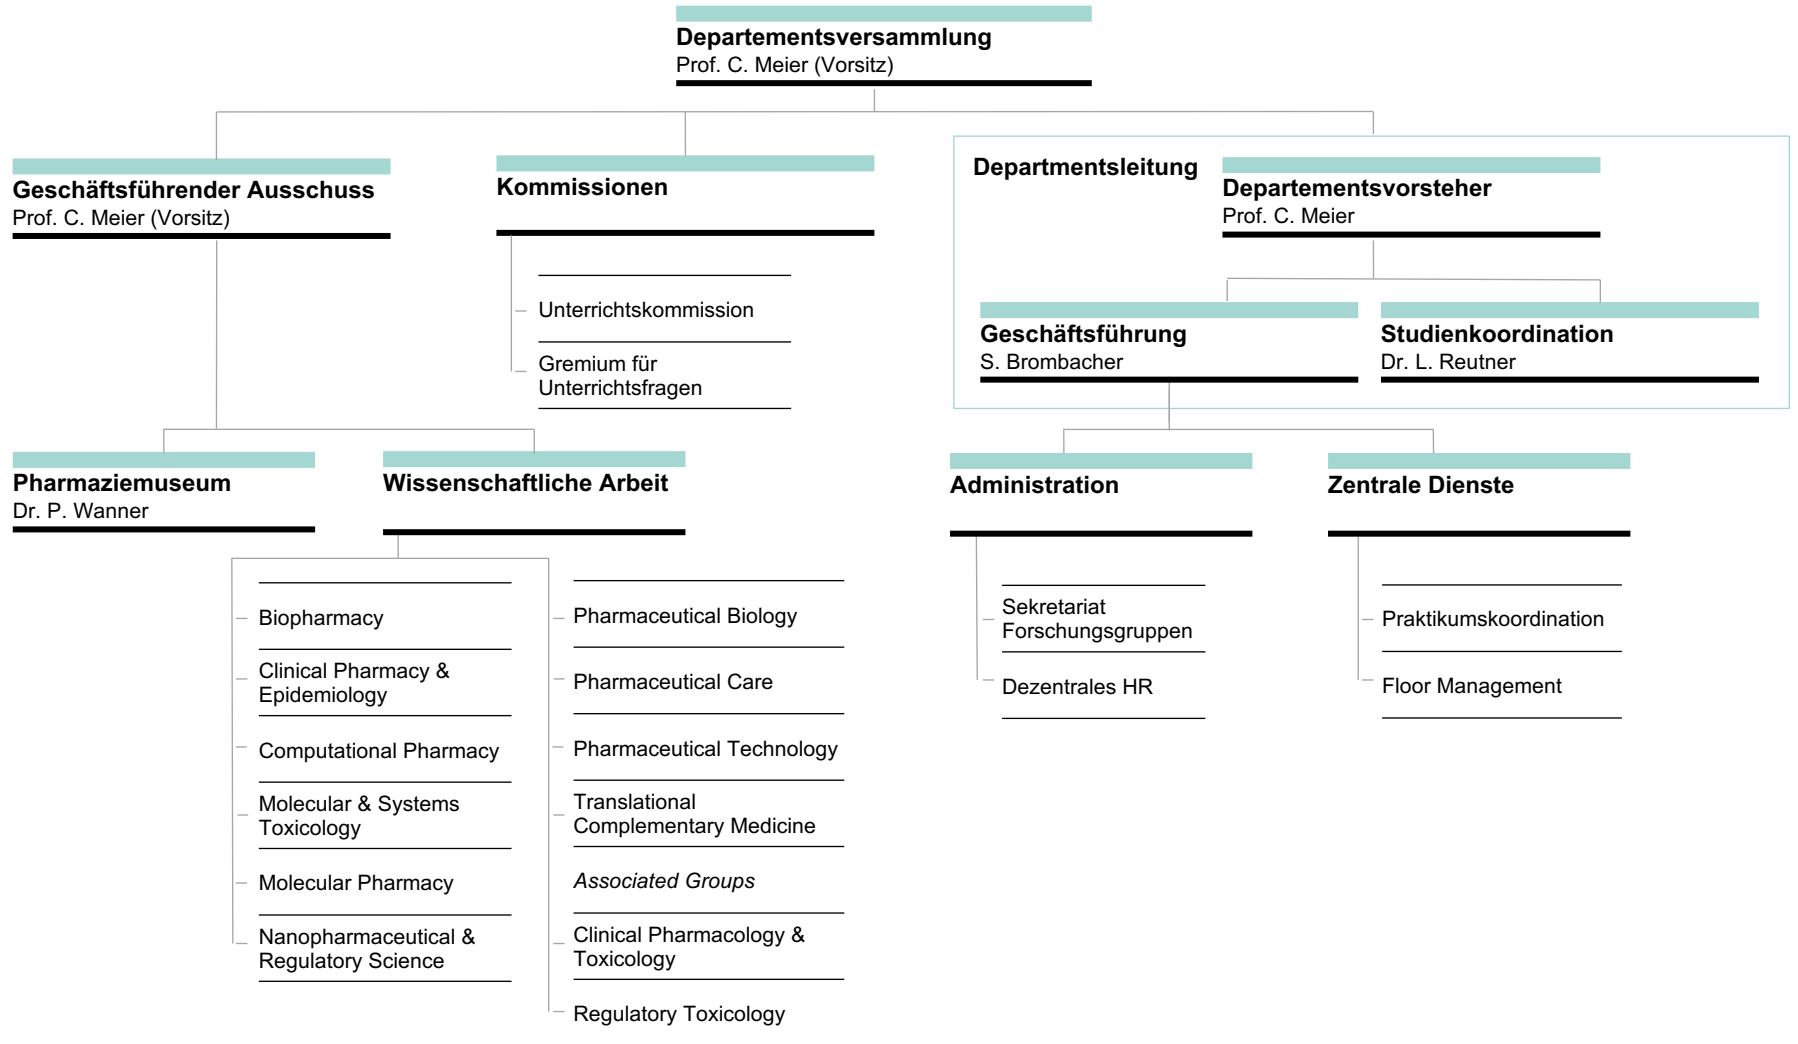 Departementsversammlung
Prof. C. Meier (Vorsitz)
Geschäftsführender Ausschuss
Prof. C. Meier (Vorsitz)
Kommissionen
Unterrichtskommission
Gremium für
Unterrichtsfragen
Departmentsleitung
Departementsvorsteher
Prof. C. Meier
Geschäftsführung
S. Brombacher
Studienkoordination
Dr. L. Reutner
Pharmaziemuseum
Dr. P. Wanner
Wissenschaftliche Arbeit
Biopharmacy
Clinical Pharmacy &
Epidemiology
Computational Pharmacy
Molecular & Systems
Toxicology
Molecular Pharmacy
Nanopharmaceutical &
Regulatory Science
Pharmaceutical Biology
Pharmaceutical Care
Pharmaceutical Technology
Translational
Complementary Medicine
Associated Groups
Clinical Pharmacology &
Toxicology
Regulatory Toxicology
Administration
Sekretariat
Forschungsgruppen
Dezentrales HR
Zentrale Dienste
Praktikumskoordination
Floor Management